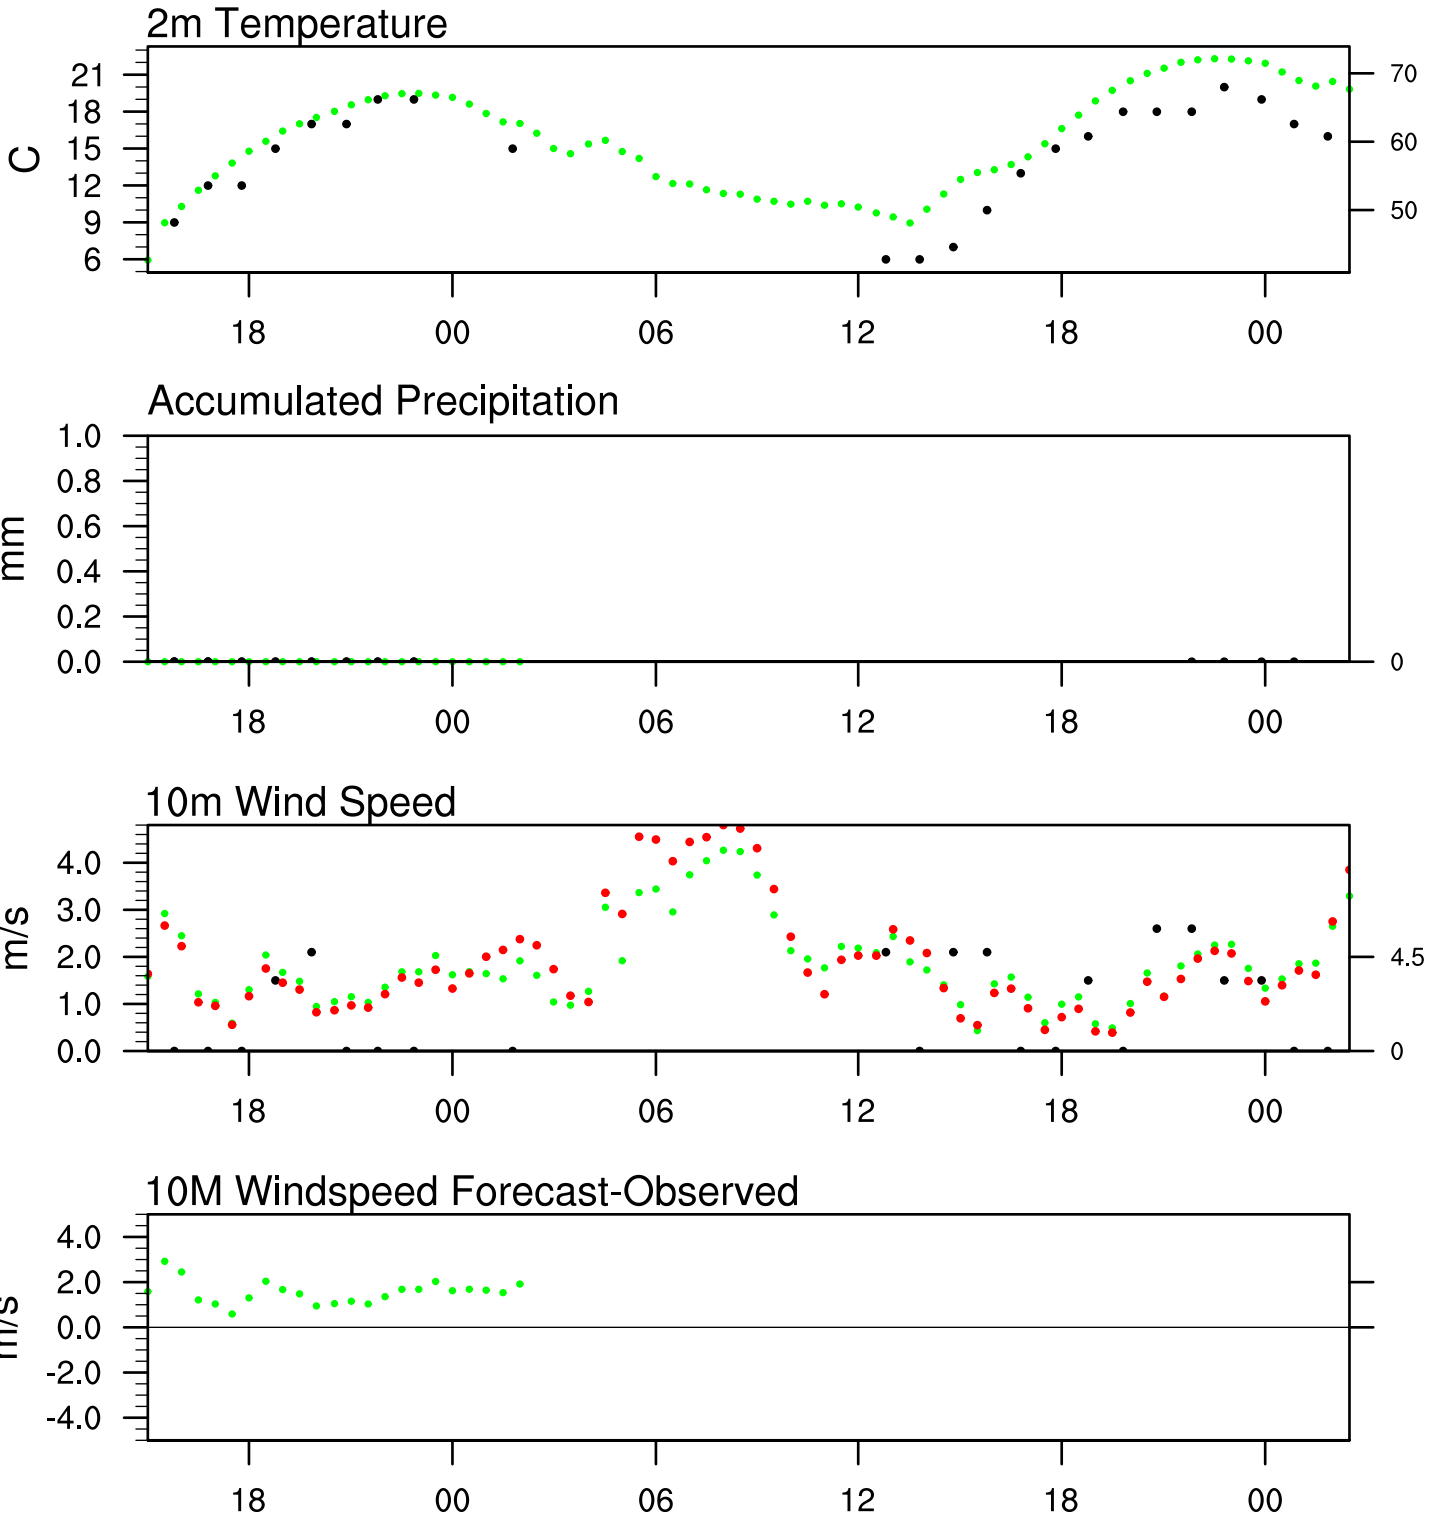 2m Temperature
C
21
18
15
12
9
6
70
60
50
18 00 06 12 18 00
Accumulated Precipitation
mm
1.0
0.8
0.6
0.4
0.2
0.0
0
18 00 06 12 18 00
10m Wind Speed
m/s
4.0
3.0
2.0
1.0
0.0
4.5
0
18 00 06 12 18 00
10M Windspeed Forecast-Observed
m/s
4.0
2.0
0.0
-2.0
-4.0
18 00 06 12 18 00